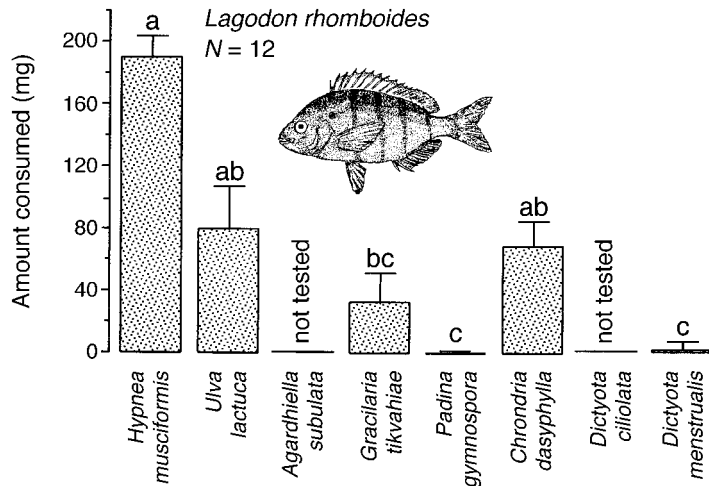 Lagodon rhomboides
N = 12
Amount consumed (mg)
200
160
120
80
40
0
a
ab
not tested
bc
c
ab
not tested
c
Hypnea
musciformis
Ulva
lactuca
Agardhiella
subulata
Gracilaria
tikvahiae
Padina
gymnospora
Chrondria
dasyphylla
Dictyota
ciliolata
Dictyota
menstrualis